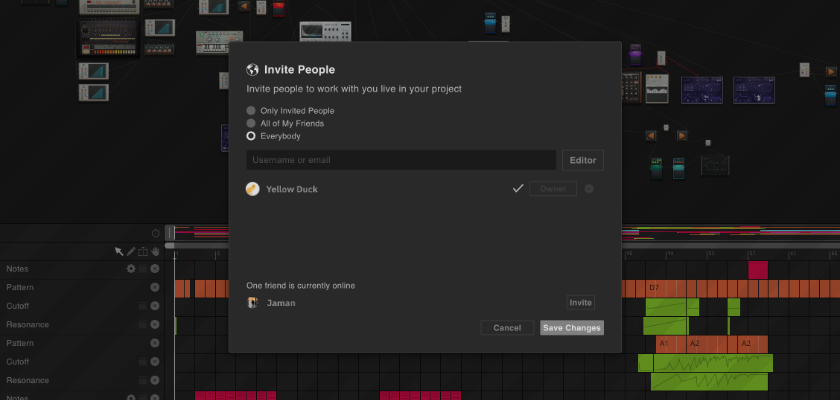 Invite People
Invite people to work with you live in your project
Only Invited People
All of My Friends
Everybody
Username or email
Editor
Yellow Duck
Owner
One friend is currently online
Jaman
Invite
Cancel
Save Changes
Notes
Pattern
D7
Cutoff
Resonance
Pattern
A1
A2
A2
Cutoff
Resonance
Notes